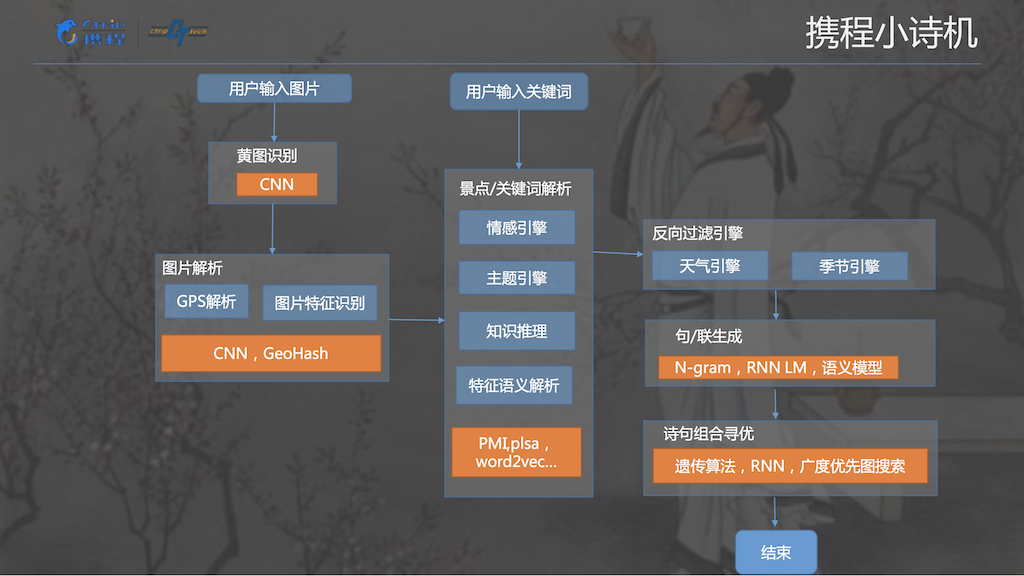 Ctrip
携程
ctrip
tech
携程小诗机
用户输入图片
黄图识别
CNN
图片解析
GPS解析
图片特征识别
CNN，GeoHash
用户输入关键词
景点/关键词解析
情感引擎
主题引擎
知识推理
特征语义解析
PMI,plsa，
word2vec...
反向过滤引擎
天气引擎
季节引擎
句/联生成
N-gram，RNN LM，语义模型
诗句组合寻优
遗传算法，RNN，广度优先图搜索
结束